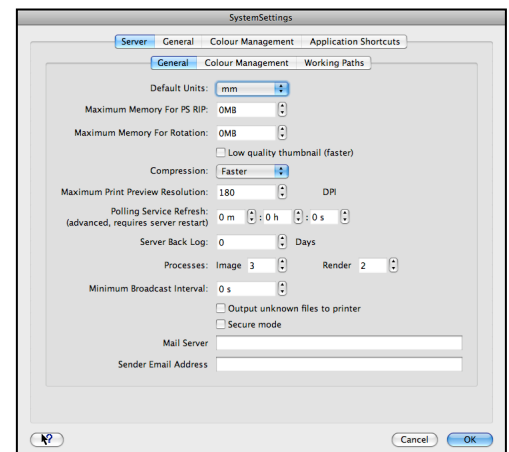 SystemSettings
Server General Colour Management Application Shortcuts
General Colour Management Working Paths
Default Units: mm
Maximum Memory For PS RIP: 0MB
Maximum Memory For Rotation: 0MB
Low quality thumbnail (faster)
Compression: Faster
Maximum Print Preview Resolution: 180 DPI
Polling Service Refresh:
(advanced, requires server restart) 0 m : 0 h : 0 s
Server Back Log: 0 Days
Processes: Image 3 Render 2
Minimum Broadcast Interval: 0 s
Output unknown files to printer
Secure mode
Mail Server
Sender Email Address
? Cancel OK